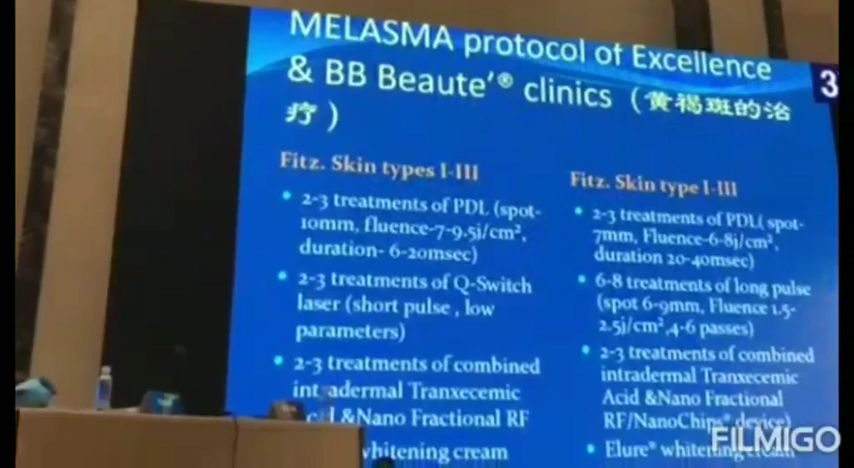 MELASMA protocol of Excellence
& BB Beaute'® clinics (黄褐斑的治
疗)
3
Fitz. Skin types I-III
• 2-3 treatments of PDL (spot-
10mm, fluence-7-9.5j/cm²,
duration- 6-20msec)
• 2-3 treatments of Q-Switch
laser (short pulse , low
parameters)
• 2-3 treatments of combined
intradermal Tranxecemic
&Nano Fractional RF
whitening cream
Fitz. Skin type I-III
• 2-3 treatments of PDL( spot-
7mm, Fluence-6-8j/cm²,
duration 20-40msec)
• 6-8 treatments of long pulse
(spot 6-9mm, Fluence 1.5-
2.5j/cm²,4-6 passes)
• 2-3 treatments of combined
intradermal Tranxecemic
Acid &Nano Fractional
RF/NanoChips® device)
• Elure® whitening cream
FILMIGO